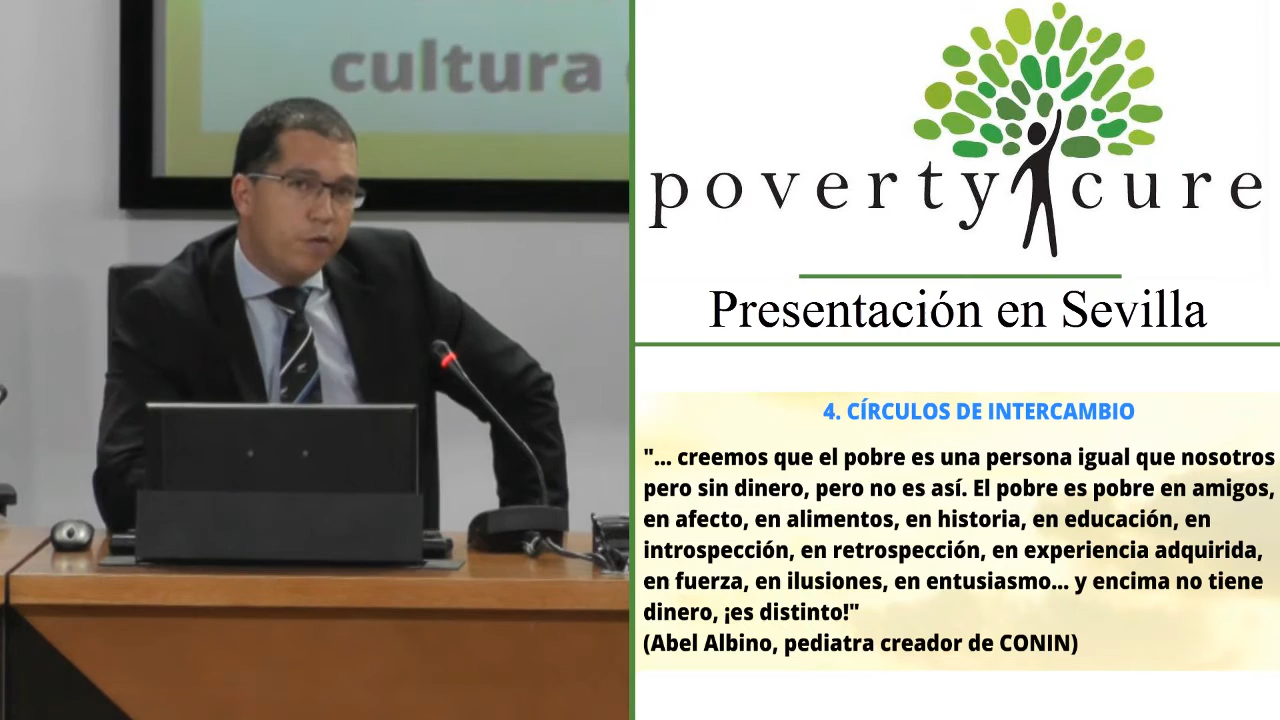 cultura
povertycure
Presentación en Sevilla
4. CÍRCULOS DE INTERCAMBIO
"... creemos que el pobre es una persona igual que nosotros
pero sin dinero, pero no es así. El pobre es pobre en amigos,
en afecto, en alimentos, en historia, en educación, en
introspección, en retrospección, en experiencia adquirida,
en fuerza, en ilusiones, en entusiasmo... y encima no tiene
dinero, ¡es distinto!"
(Abel Albino, pediatra creador de CONIN)